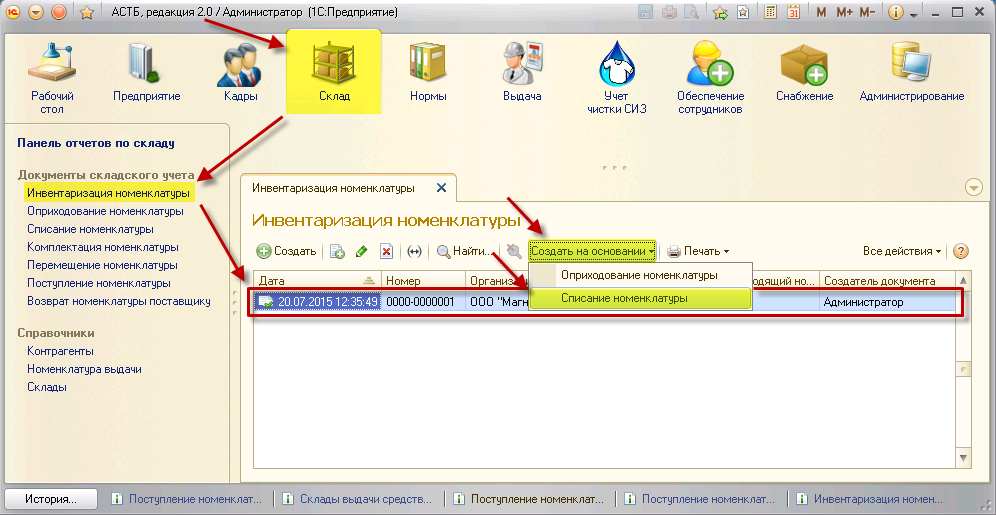 АСТБ, редакция 2.0 / Администратор (1С:Предприятие)
M M+ M-
31
Рабочий стол
Предприятие
Кадры
Склад
Нормы
Выдача
Учет чистки СИЗ
Обеспечение сотрудников
Снабжение
Администрирование
Панель отчетов по складу
Документы складского учета
Инвентаризация номенклатуры
Оприходование номенклатуры
Списание номенклатуры
Комплектация номенклатуры
Перемещение номенклатуры
Поступление номенклатуры
Возврат номенклатуры поставщику
Справочники
Контрагенты
Номенклатура выдачи
Склады
Инвентаризация номенклатуры
Инвентаризация номенклатуры
Создать Найти... Создать на основании Печать Все действия
Оприходование номенклатуры
Списание номенклатуры
Дата Номер Организ одящий но... Создатель документа
20.07.2015 12:35:49 0000-0000001 ООО "Магн Администратор
История... Поступление номенклат... Склады выдачи средств... Поступление номенклат... Поступление номенклат... Инвентаризация номен...